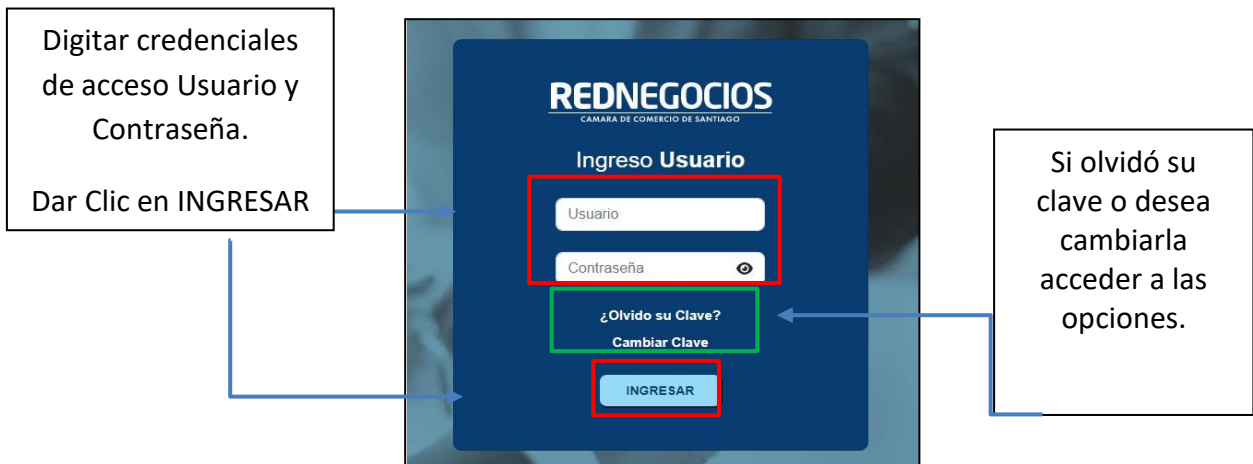 Digitar credenciales
de acceso Usuario y
Contraseña.
Dar Clic en INGRESAR
REDNEGOCIOS
CAMARA DE COMERCIO DE SANTIAGO
Ingreso Usuario
Usuario
Contraseña
¿Olvido su Clave?
Cambiar Clave
INGRESAR
Si olvidó su
clave o desea
cambiarla
acceder a las
opciones.